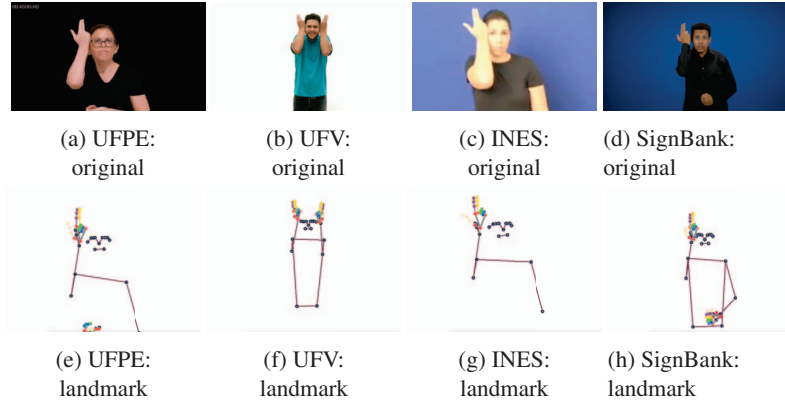 (a) UFPE: (b) UFV: (c) INES: (d) SignBank:
original original original original
(e) UFPE: (f) UFV: (g) INES: (h) SignBank:
landmark landmark landmark landmark